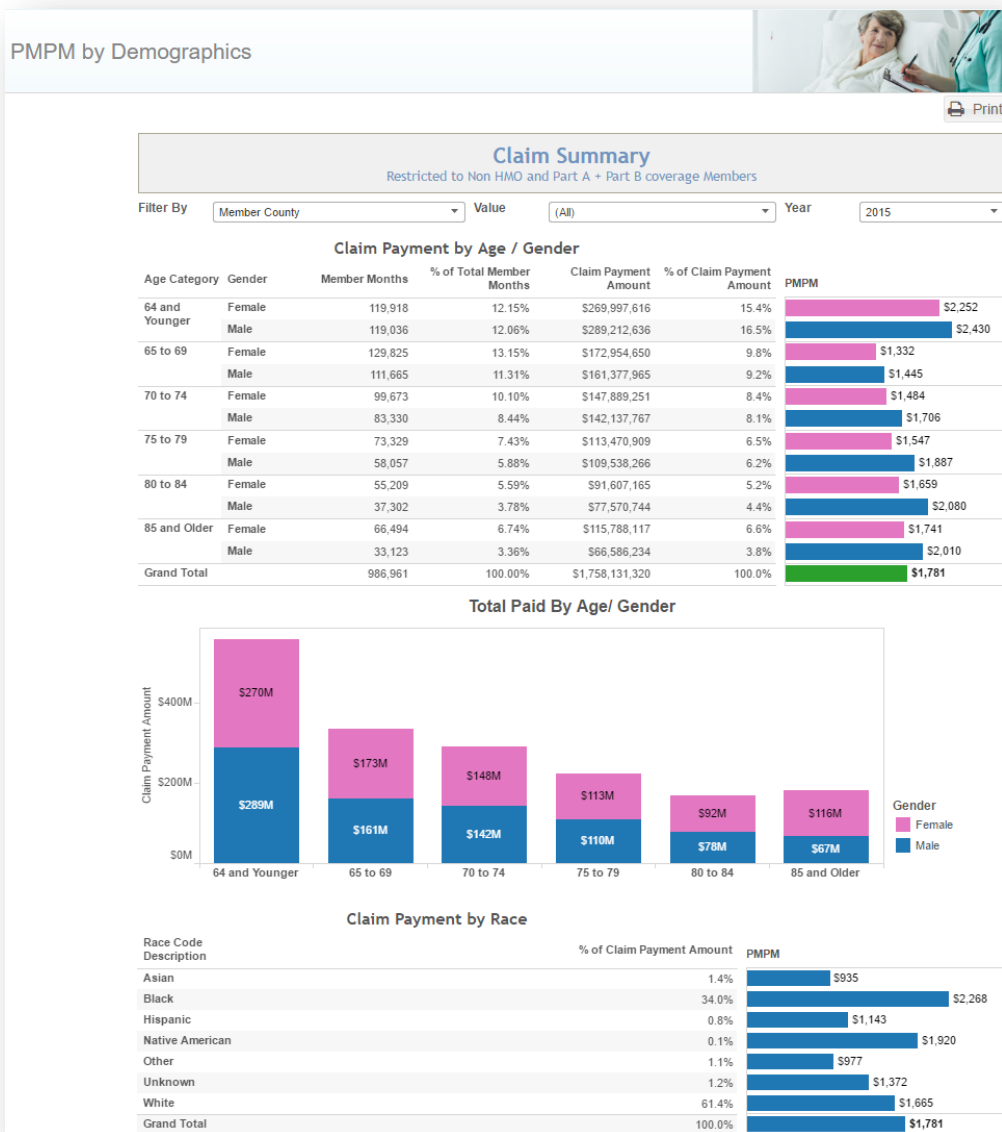 PMPM by Demographics
Print
Claim Summary
Restricted to Non HMO and Part A + Part B coverage Members
Filter By Member County Value (All) Year 2015
Claim Payment by Age / Gender
Age Category Gender Member Months % of Total Member Months Claim Payment Amount % of Claim Payment Amount PMPM
64 and Younger Female 119,918 12.15% $269,997,616 15.4% $2,252
Male 119,036 12.06% $289,212,636 16.5% $2,430
65 to 69 Female 129,825 13.15% $172,954,650 9.8% $1,332
Male 111,665 11.31% $161,377,965 9.2% $1,445
70 to 74 Female 99,673 10.10% $147,889,251 8.4% $1,484
Male 83,330 8.44% $142,137,767 8.1% $1,706
75 to 79 Female 73,329 7.43% $113,470,909 6.5% $1,547
Male 58,057 5.88% $109,538,266 6.2% $1,887
80 to 84 Female 55,209 5.59% $91,607,165 5.2% $1,659
Male 37,302 3.78% $77,570,744 4.4% $2,080
85 and Older Female 66,494 6.74% $115,788,117 6.6% $1,741
Male 33,123 3.36% $66,586,234 3.8% $2,010
Grand Total 986,961 100.00% $1,758,131,320 100.0% $1,781
Total Paid By Age/ Gender
Claim Payment Amount
$400M
$200M
$0M
$270M $173M $148M $113M $92M $116M
$289M $161M $142M $110M $78M $67M
64 and Younger 65 to 69 70 to 74 75 to 79 80 to 84 85 and Older
Gender
Female
Male
Claim Payment by Race
Race Code Description % of Claim Payment Amount PMPM
Asian 1.4% $935
Black 34.0% $2,268
Hispanic 0.8% $1,143
Native American 0.1% $1,920
Other 1.1% $977
Unknown 1.2% $1,372
White 61.4% $1,665
Grand Total 100.0% $1,781